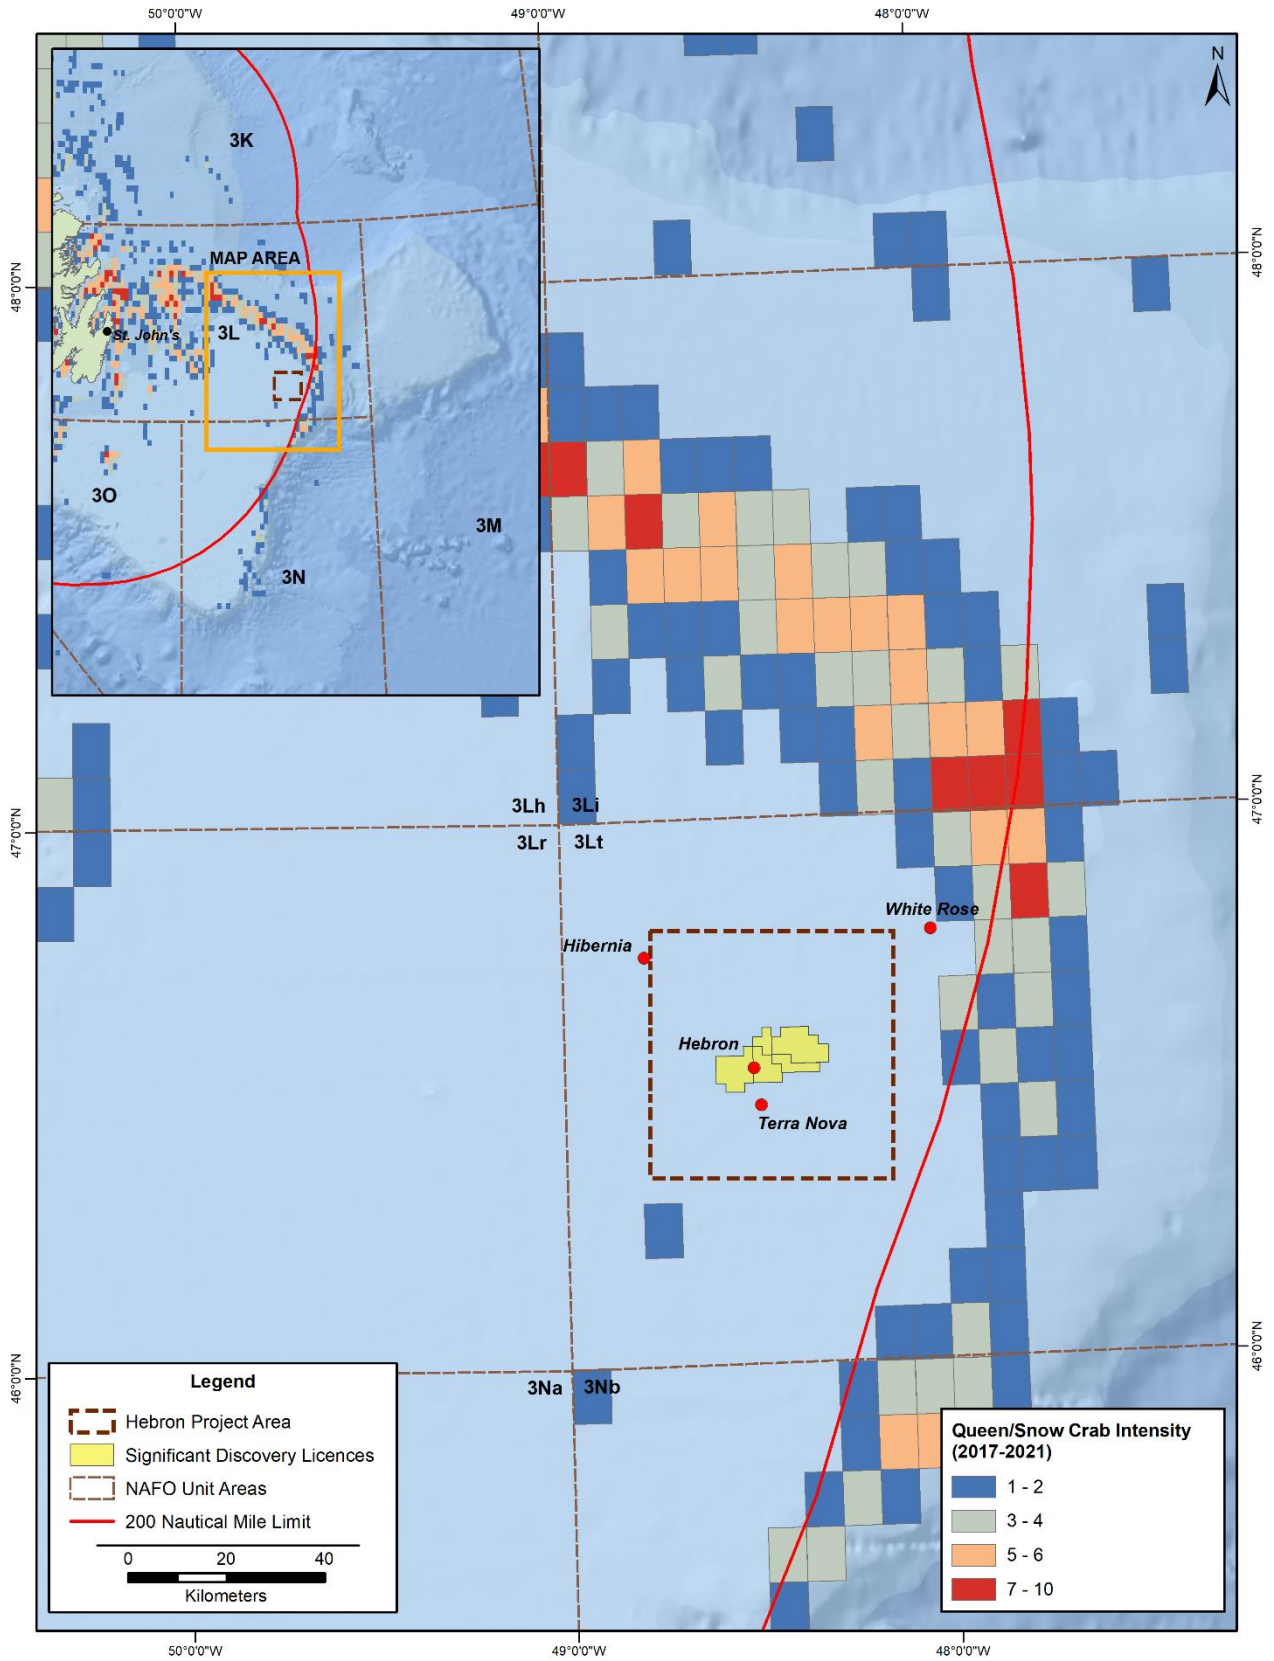 50°0'0"W
49°0'0"W
48°0'0"W
N
3K
MAP AREA
48°0'0"N
48°0'0"N
St. John's
3L
3O
3M
3N
3Lh
3Li
47°0'0"N
47°0'0"N
3Lr
3Lt
White Rose
Hibernia
Hebron
Terra Nova
46°0'0"N
46°0'0"N
3Na
3Nb
Legend
Hebron Project Area
Significant Discovery Licences
NAFO Unit Areas
200 Nautical Mile Limit
0 20 40
Kilometers
Queen/Snow Crab Intensity
(2017-2021)
1 - 2
3 - 4
5 - 6
7 - 10
50°0'0"W
49°0'0"W
48°0'0"W